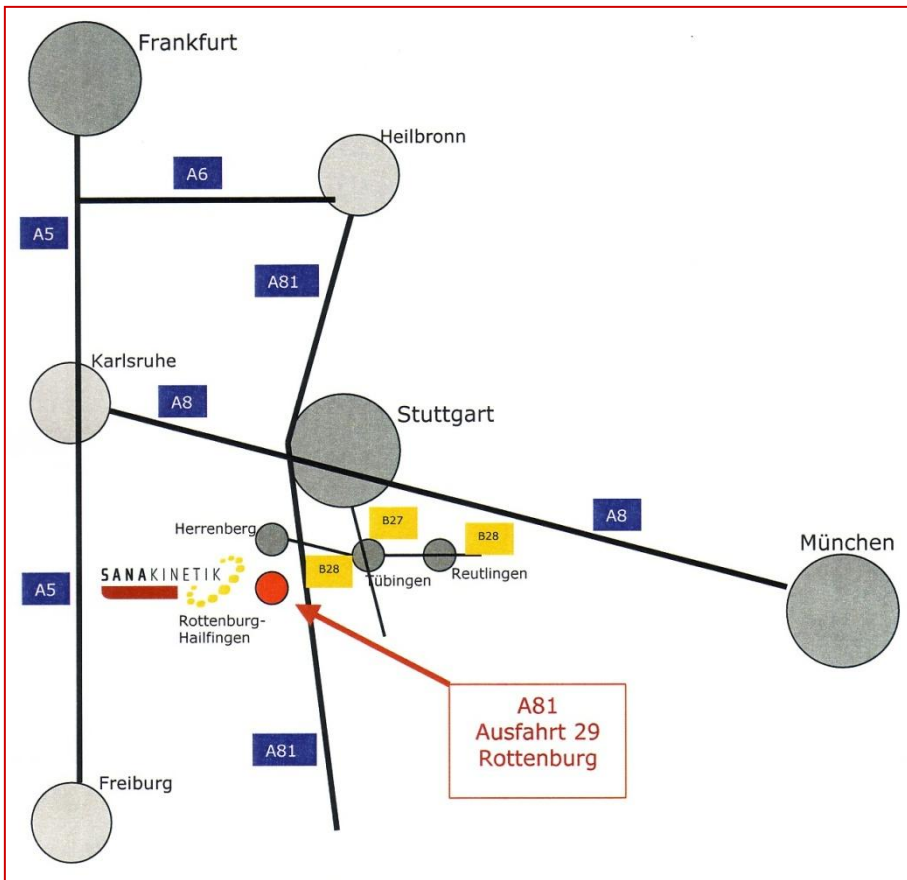 Frankfurt
Heilbronn
A6
A5
A81
Karlsruhe
A8
Stuttgart
B27
Herrenberg
B28
B28
A8
München
Tübingen
Reutlingen
SANAKINETIK
A5
Rottenburg-
Hailfingen
A81
Ausfahrt 29
Rottenburg
A81
Freiburg